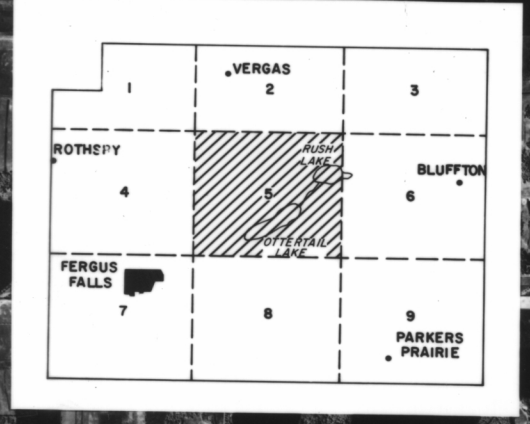 VERGAS
1
2
3
ROTHSAY
RUSH
LAKE
BLUFFTON
4
5
6
OTTERTAIL
LAKE
FERGUS
FALLS
7
8
9
PARKERS
PRAIRIE